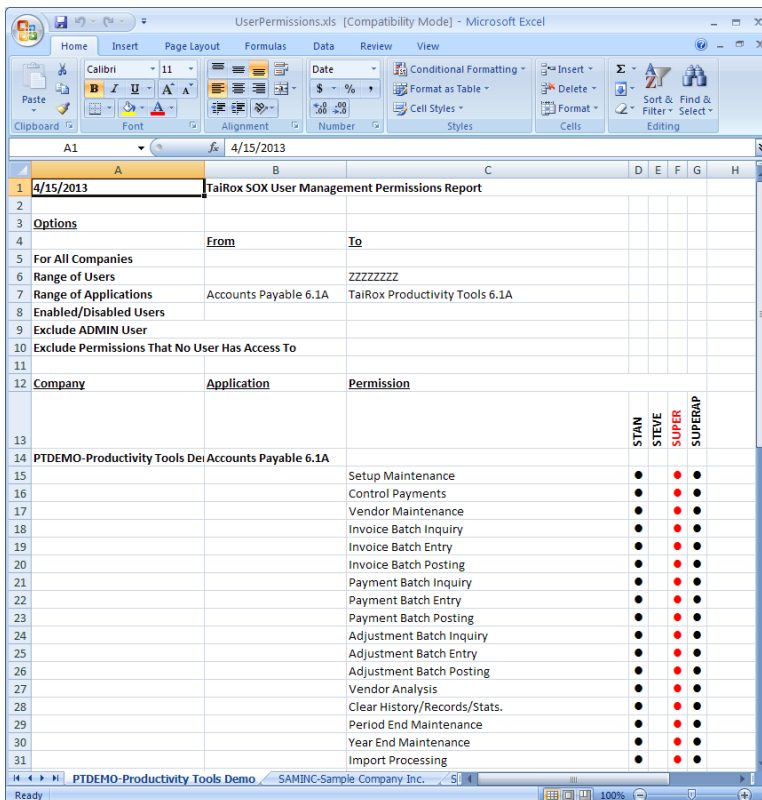 UserPermissions.xls [Compatibility Mode] - Microsoft Excel
Home Insert Page Layout Formulas Data Review View
Paste
Calibri 11
B I U A A
Date
$ % ,
.0 .00 .00 .0
Conditional Formatting
Format as Table
Cell Styles
Insert
Delete
Format
Σ
Sort & Filter
Find & Select
Clipboard Font Alignment Number Styles Cells Editing
A1 fx 4/15/2013
A B C D E F G H
1 4/15/2013 TaiRox SOX User Management Permissions Report
2
3 Options
4 From To
5 For All Companies
6 Range of Users ZZZZZZZZ
7 Range of Applications Accounts Payable 6.1A TaiRox Productivity Tools 6.1A
8 Enabled/Disabled Users
9 Exclude ADMIN User
10 Exclude Permissions That No User Has Access To
11
12 Company Application Permission
13 STAN STEVE SUPER SUPERAP
14 PTDEMO-Productivity Tools De Accounts Payable 6.1A
15 Setup Maintenance ● ● ●
16 Control Payments ● ● ●
17 Vendor Maintenance ● ● ●
18 Invoice Batch Inquiry ● ● ●
19 Invoice Batch Entry ● ● ●
20 Invoice Batch Posting ● ● ●
21 Payment Batch Inquiry ● ● ●
22 Payment Batch Entry ● ● ●
23 Payment Batch Posting ● ● ●
24 Adjustment Batch Inquiry ● ● ●
25 Adjustment Batch Entry ● ● ●
26 Adjustment Batch Posting ● ● ●
27 Vendor Analysis ● ● ●
28 Clear History/Records/Stats. ● ● ●
29 Period End Maintenance ● ● ●
30 Year End Maintenance ● ● ●
31 Import Processing ● ● ●
PTDEMO-Productivity Tools Demo SAMINC-Sample Company Inc. S
Ready 100%